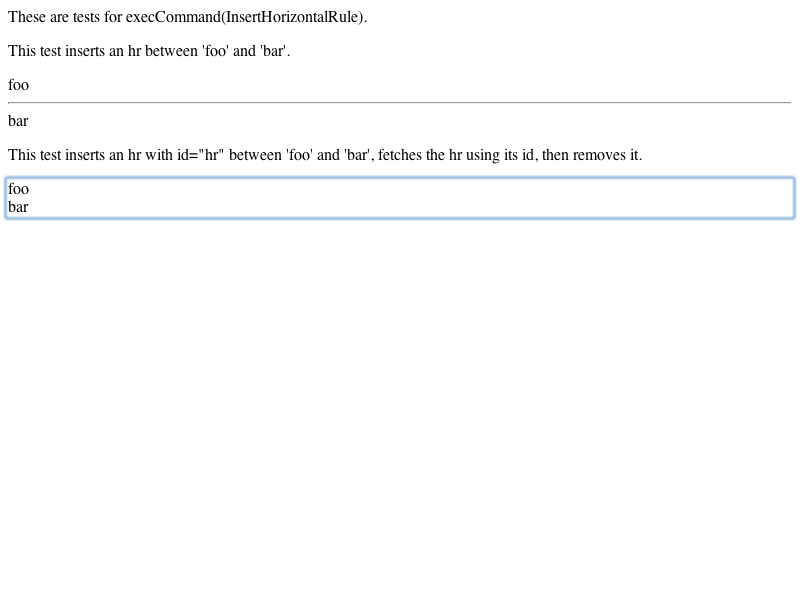 These are tests for execCommand(InsertHorizontalRule).
This test inserts an hr between 'foo' and 'bar'.
foo
bar
This test inserts an hr with id="hr" between 'foo' and 'bar', fetches the hr using its id, then removes it.
foo
bar